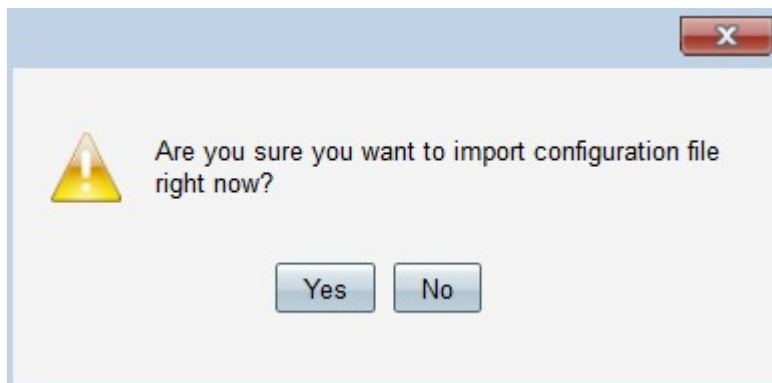 Are you sure you want to import configuration file
right now?
Yes No